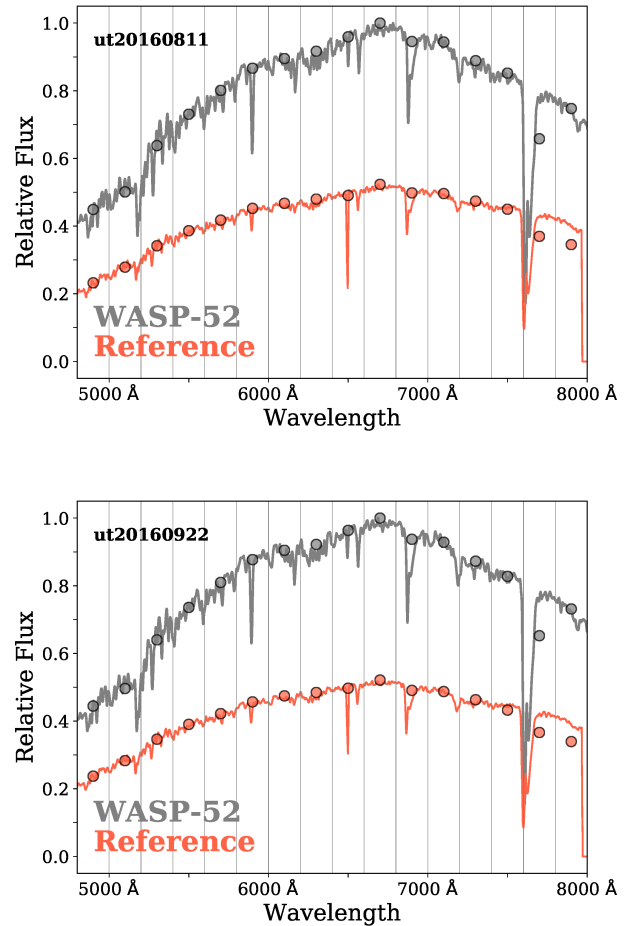 1.0
ut20160811
0.8
0.6
Relative Flux
0.4
0.2
WASP-52
Reference
0.0
5000 Å 6000 Å 7000 Å 8000 Å
Wavelength
1.0
ut20160922
0.8
0.6
Relative Flux
0.4
0.2
WASP-52
Reference
0.0
5000 Å 6000 Å 7000 Å 8000 Å
Wavelength